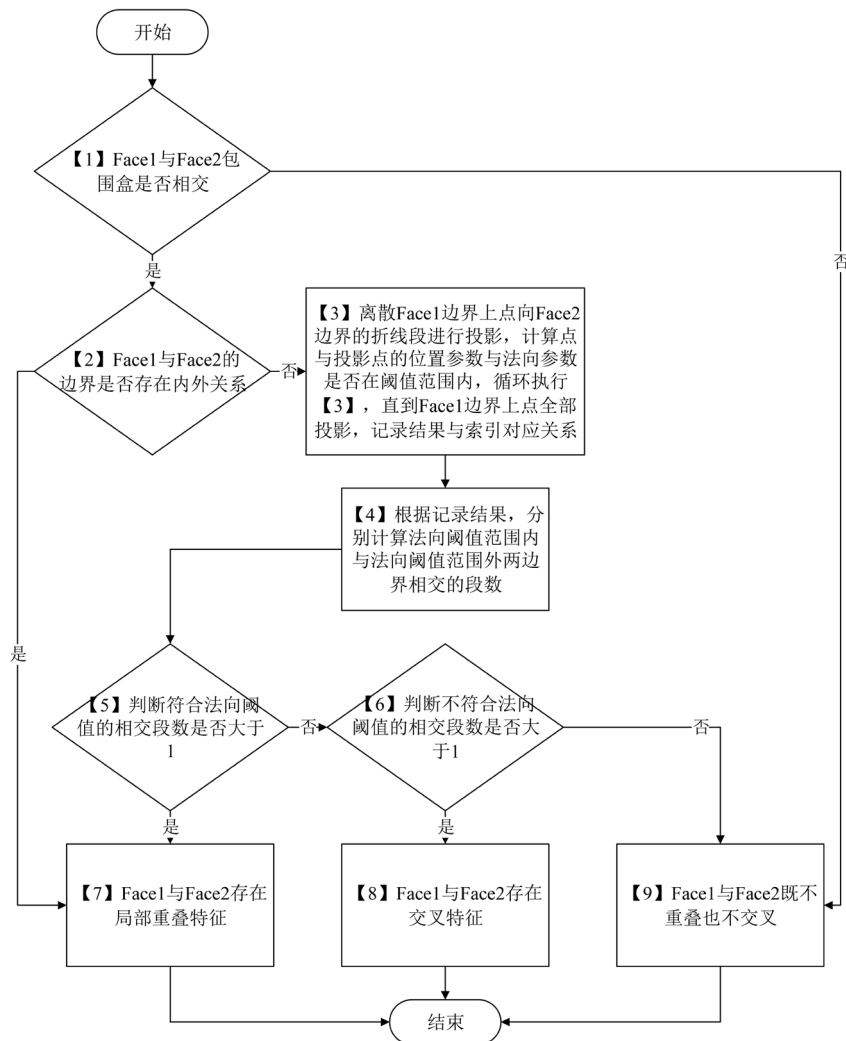 开始
【1】Face1与Face2包
围盒是否相交
否
是
【2】Face1与Face2的
边界是否存在内外关系
否
【3】离散Face1边界上点向Face2
边界的折线段进行投影，计算点
与投影点的位置参数与法向参数
是否在阈值范围内，循环执行
【3】，直到Face1边界上点全部
投影，记录结果与索引对应关系
【4】根据记录结果，分
别计算法向阈值范围内
与法向阈值范围外两边
界相交的段数
是
【5】判断符合法向阈
值的相交段数是否大于
1
否
【6】判断不符合法向
阈值的相交段数是否大
于1
否
是
是
【7】Face1与Face2存在
局部重叠特征
【8】Face1与Face2存在
交叉特征
【9】Face1与Face2既不
重叠也不交叉
结束